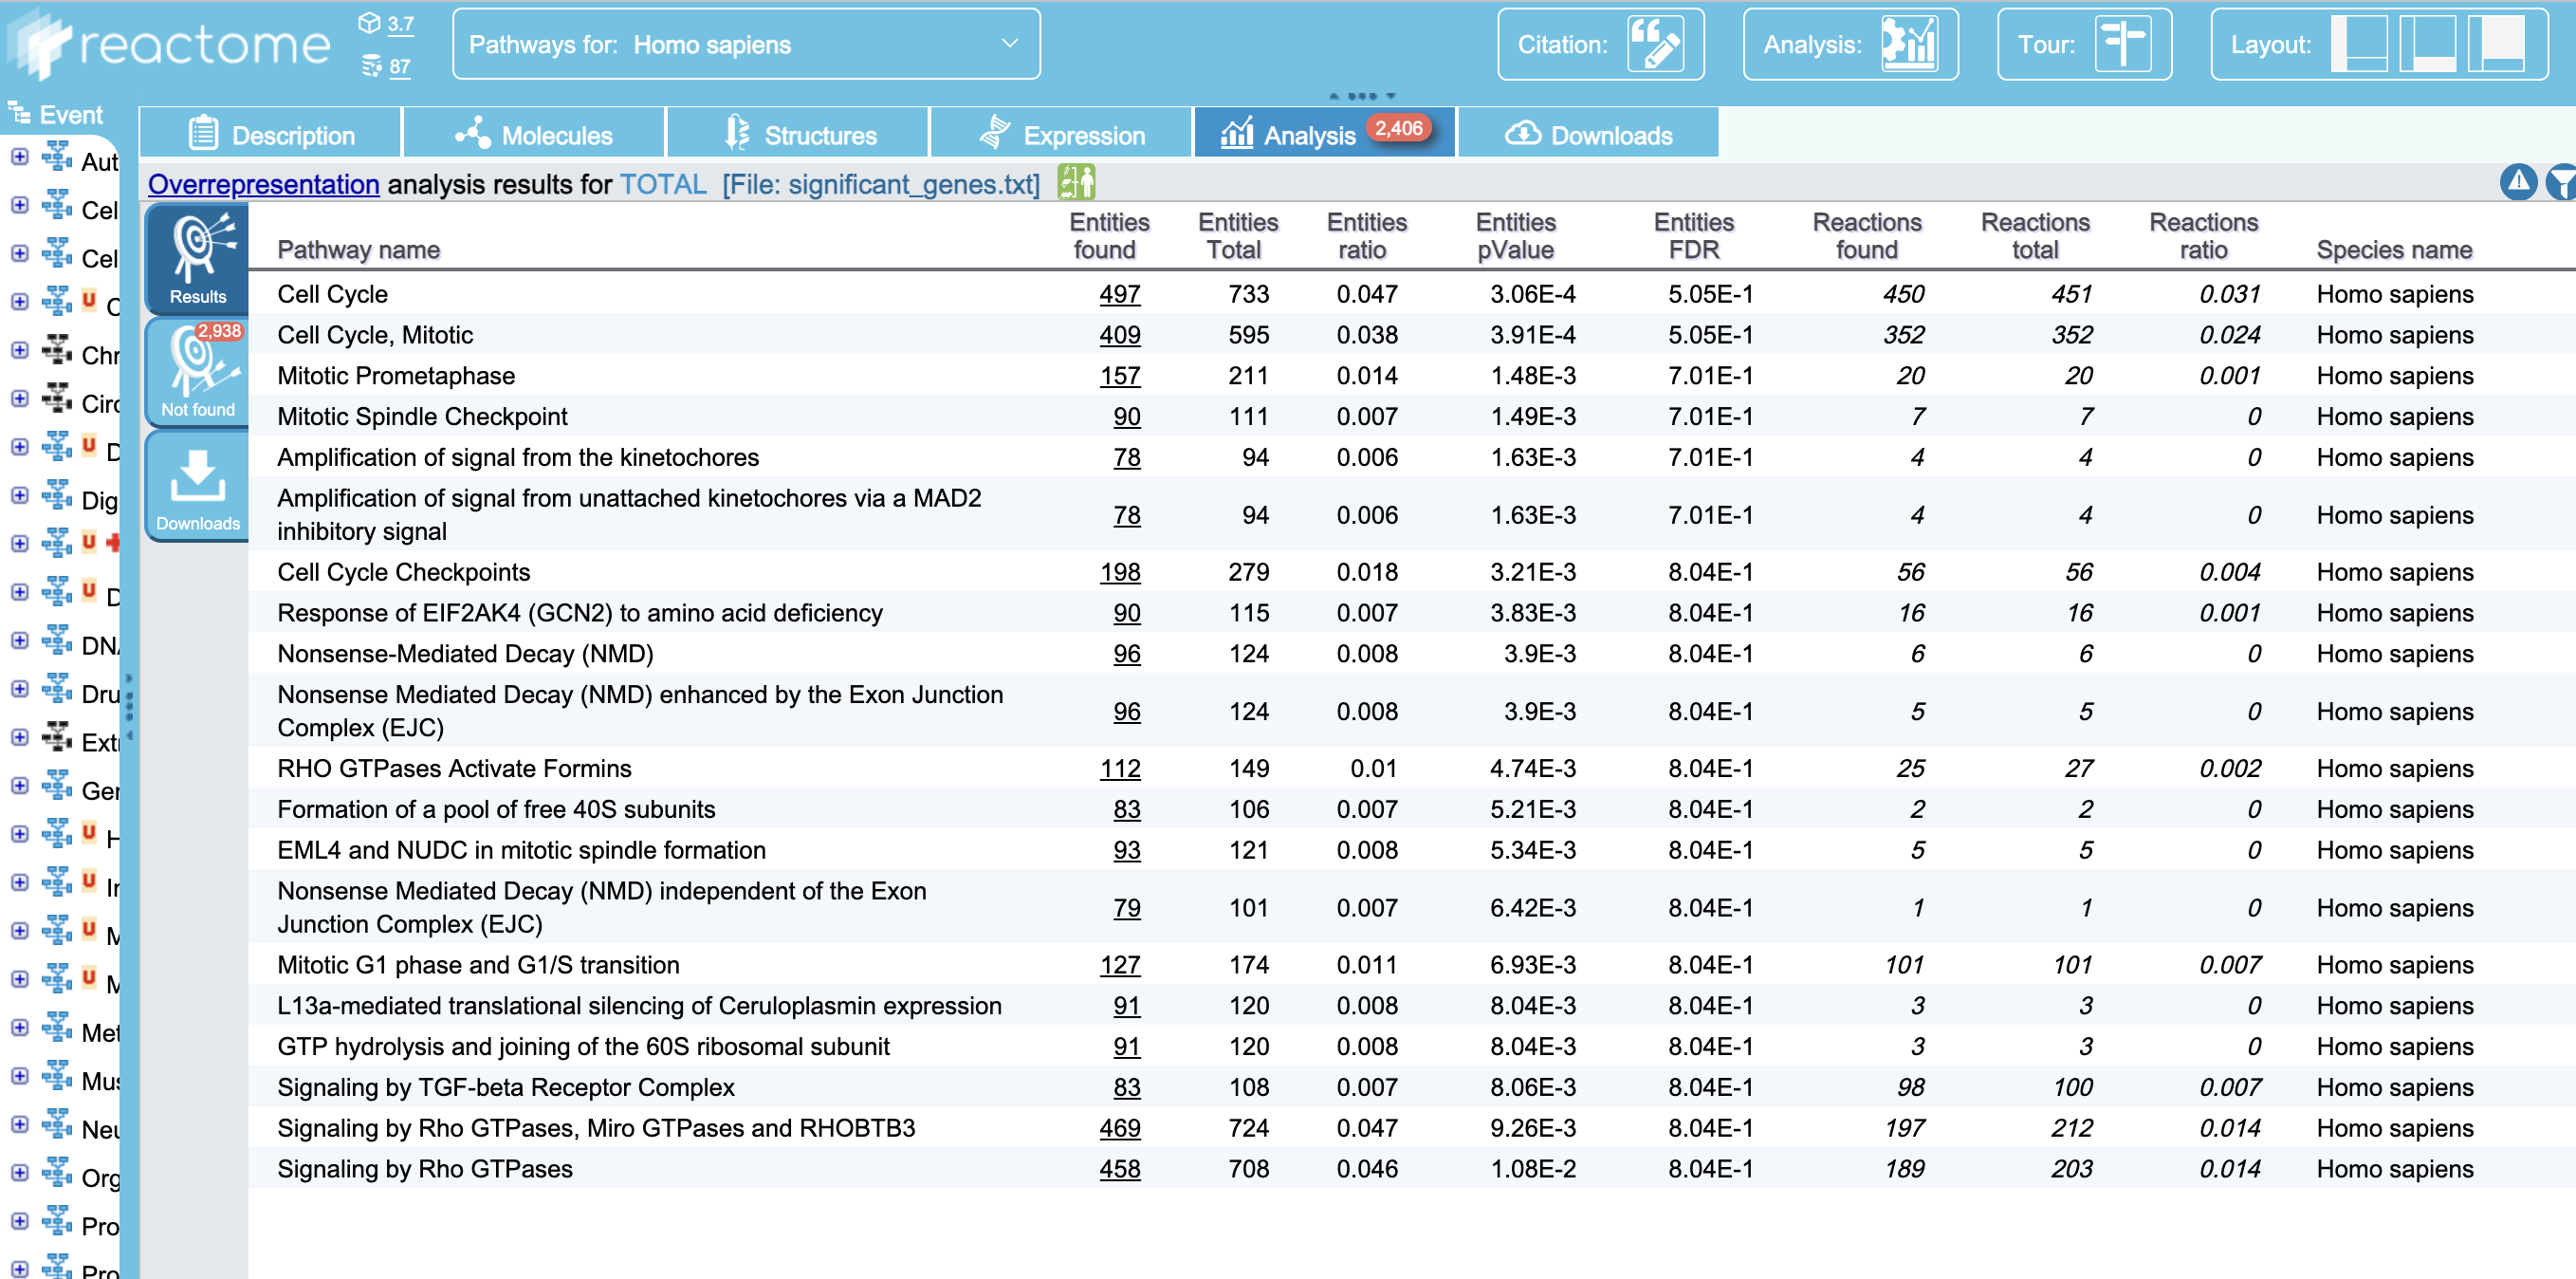 reactome
3.7
87
Pathways for: Homo sapiens
Citation:
Analysis:
Tour:
Layout:
Event
Description
Molecules
Structures
Expression
Analysis 2,406
Downloads
Overrepresentation analysis results for TOTAL [File: significant_genes.txt]
Results
2,938
Not found
Downloads
Aut
Cel
Cel
U C
Chr
Circ
U D
Dig
U
U D
DNA
Dru
Ext
Ger
U H
U Ir
U M
U M
Met
Mus
Neu
Org
Pro
Pro
Pathway name Entities found Entities Total Entities ratio Entities pValue Entities FDR Reactions found Reactions total Reactions ratio Species name
Cell Cycle 497 733 0.047 3.06E-4 5.05E-1 450 451 0.031 Homo sapiens
Cell Cycle, Mitotic 409 595 0.038 3.91E-4 5.05E-1 352 352 0.024 Homo sapiens
Mitotic Prometaphase 157 211 0.014 1.48E-3 7.01E-1 20 20 0.001 Homo sapiens
Mitotic Spindle Checkpoint 90 111 0.007 1.49E-3 7.01E-1 7 7 0 Homo sapiens
Amplification of signal from the kinetochores 78 94 0.006 1.63E-3 7.01E-1 4 4 0 Homo sapiens
Amplification of signal from unattached kinetochores via a MAD2
inhibitory signal 78 94 0.006 1.63E-3 7.01E-1 4 4 0 Homo sapiens
Cell Cycle Checkpoints 198 279 0.018 3.21E-3 8.04E-1 56 56 0.004 Homo sapiens
Response of EIF2AK4 (GCN2) to amino acid deficiency 90 115 0.007 3.83E-3 8.04E-1 16 16 0.001 Homo sapiens
Nonsense-Mediated Decay (NMD) 96 124 0.008 3.9E-3 8.04E-1 6 6 0 Homo sapiens
Nonsense Mediated Decay (NMD) enhanced by the Exon Junction
Complex (EJC) 96 124 0.008 3.9E-3 8.04E-1 5 5 0 Homo sapiens
RHO GTPases Activate Formins 112 149 0.01 4.74E-3 8.04E-1 25 27 0.002 Homo sapiens
Formation of a pool of free 40S subunits 83 106 0.007 5.21E-3 8.04E-1 2 2 0 Homo sapiens
EML4 and NUDC in mitotic spindle formation 93 121 0.008 5.34E-3 8.04E-1 5 5 0 Homo sapiens
Nonsense Mediated Decay (NMD) independent of the Exon
Junction Complex (EJC) 79 101 0.007 6.42E-3 8.04E-1 1 1 0 Homo sapiens
Mitotic G1 phase and G1/S transition 127 174 0.011 6.93E-3 8.04E-1 101 101 0.007 Homo sapiens
L13a-mediated translational silencing of Ceruloplasmin expression 91 120 0.008 8.04E-3 8.04E-1 3 3 0 Homo sapiens
GTP hydrolysis and joining of the 60S ribosomal subunit 91 120 0.008 8.04E-3 8.04E-1 3 3 0 Homo sapiens
Signaling by TGF-beta Receptor Complex 83 108 0.007 8.06E-3 8.04E-1 98 100 0.007 Homo sapiens
Signaling by Rho GTPases, Miro GTPases and RHOBTB3 469 724 0.047 9.26E-3 8.04E-1 197 212 0.014 Homo sapiens
Signaling by Rho GTPases 458 708 0.046 1.08E-2 8.04E-1 189 203 0.014 Homo sapiens